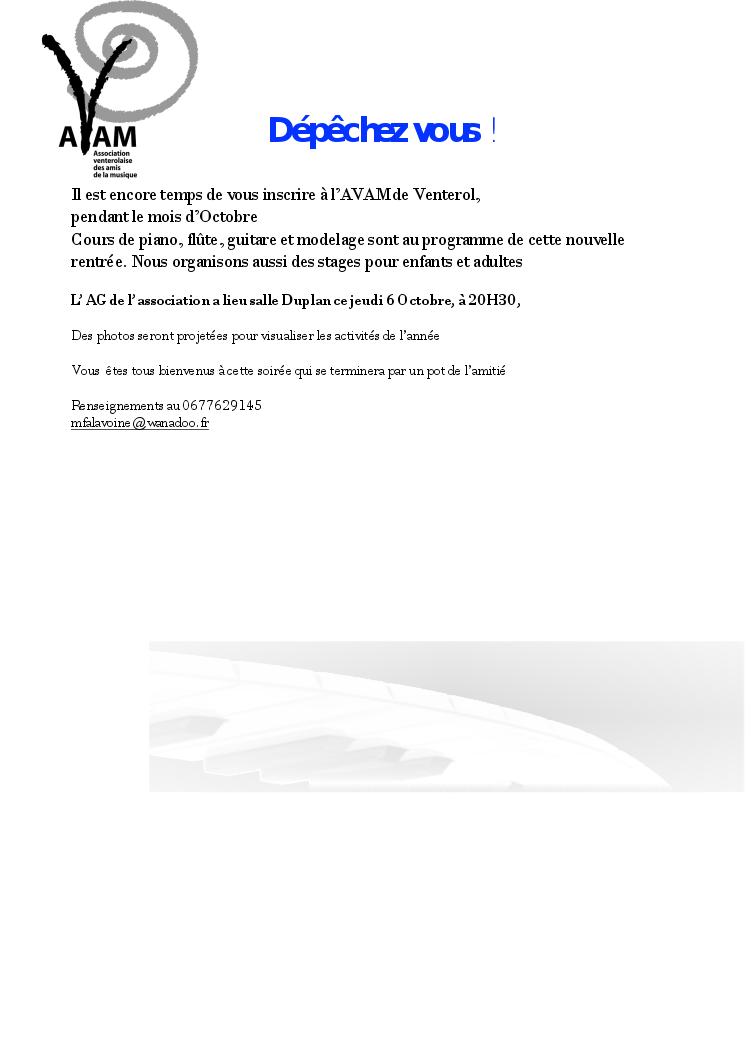 AVAM
Association
venterolaise
des amis
de la musique
Dépêchez vous !
Il est encore temps de vous inscrire à l'AVAM de Venterol,
pendant le mois d'Octobre
Cours de piano, flûte, guitare et modelage sont au programme de cette nouvelle
rentrée. Nous organisons aussi des stages pour enfants et adultes
L' AG de l'association a lieu salle Duplan ce jeudi 6 Octobre, à 20H30,
Des photos seront projetées pour visualiser les activités de l'année
Vous êtes tous bienvenus à cette soirée qui se terminera par un pot de l'amitié
Renseignements au 0677629145
mfalavoine@wanadoo.fr